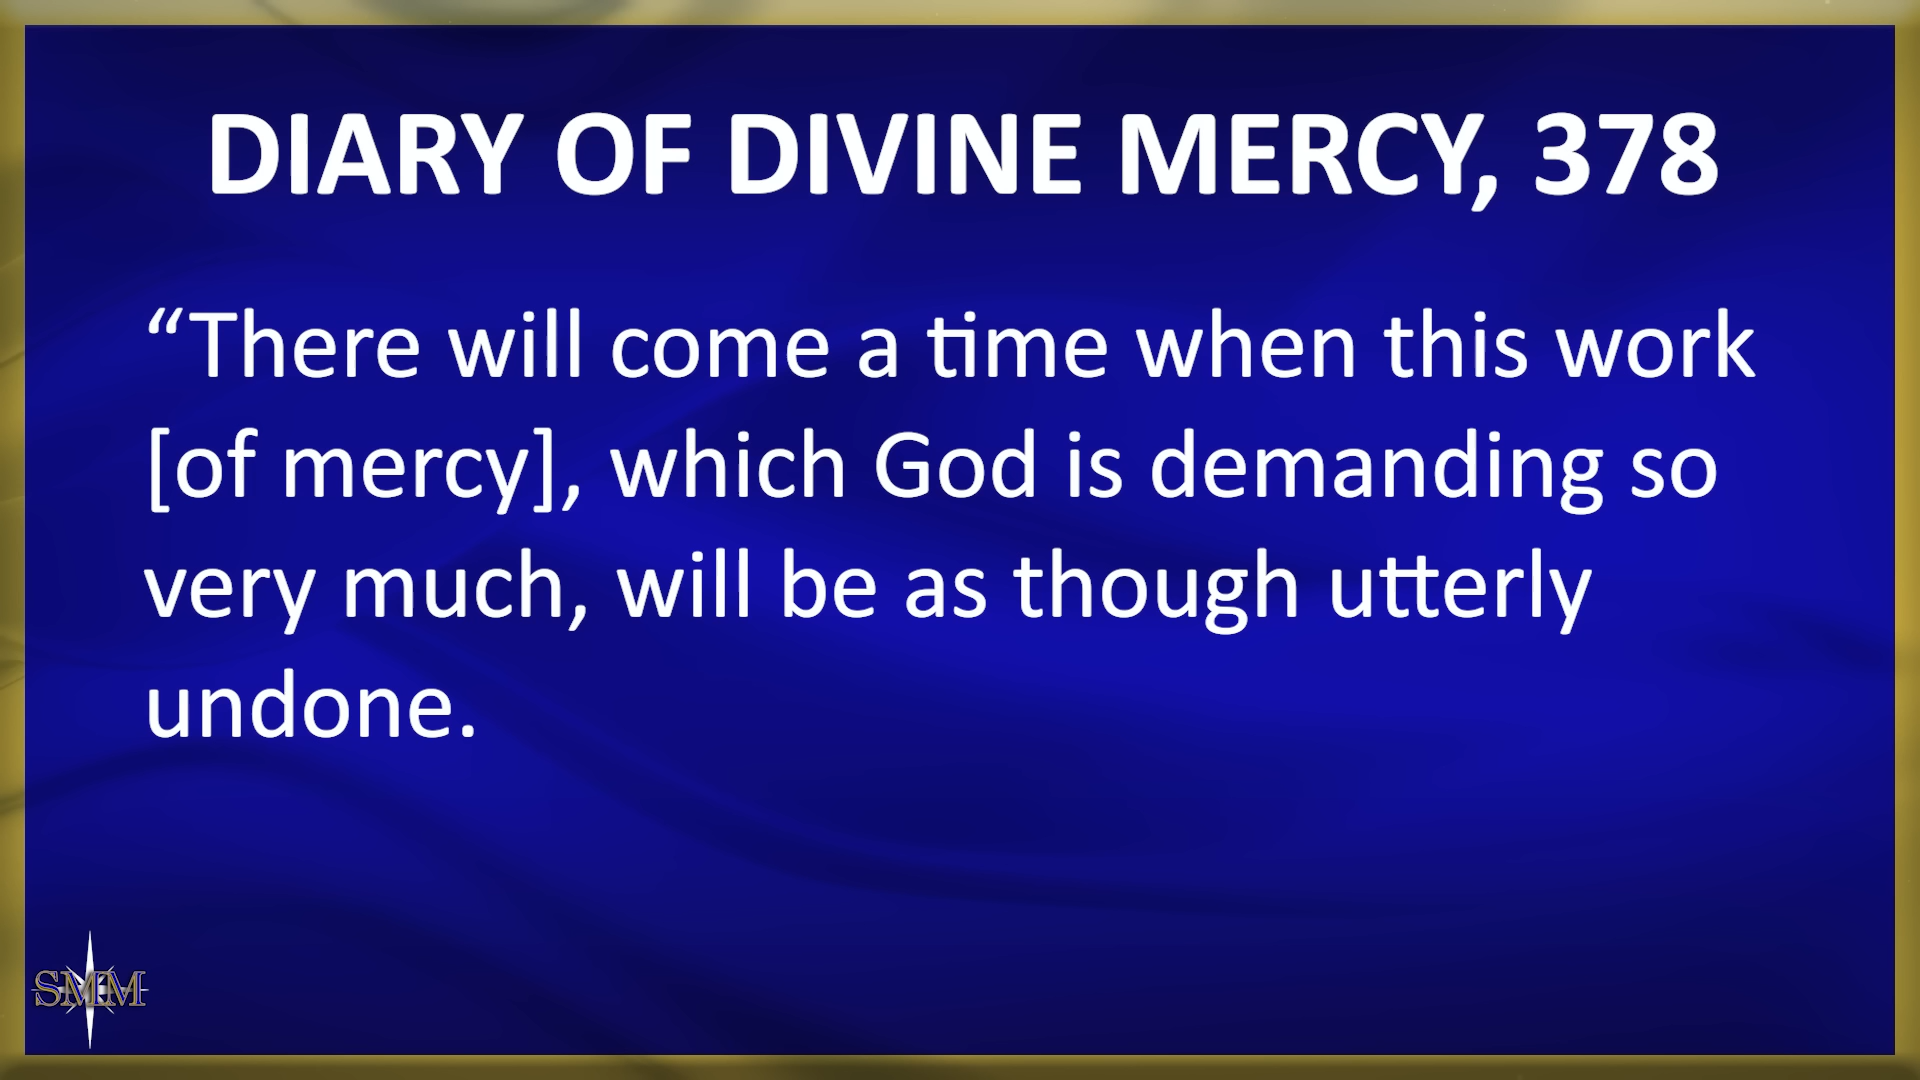 DIARY OF DIVINE MERCY, 378
“There will come a time when this work
[of mercy], which God is demanding so
very much, will be as though utterly
undone.
SMM